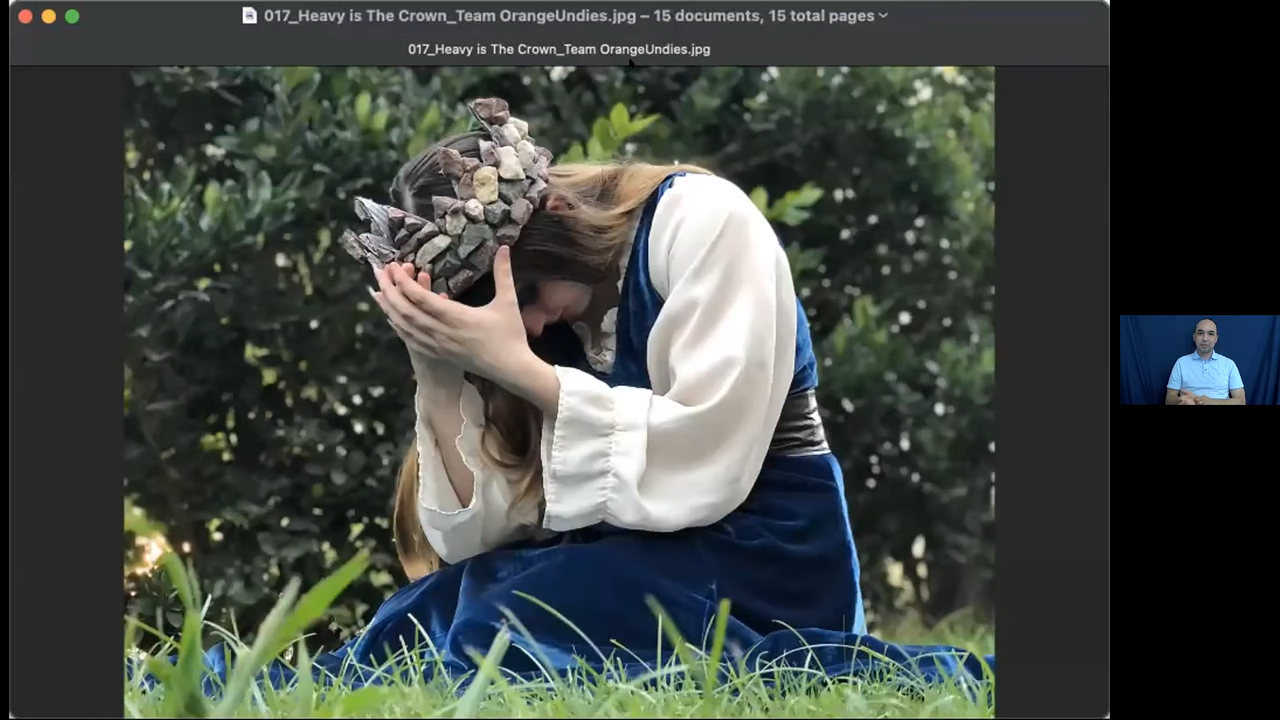 017_Heavy is The Crown_Team OrangeUndies.jpg – 15 documents, 15 total pages
017_Heavy is The Crown_Team OrangeUndies.jpg